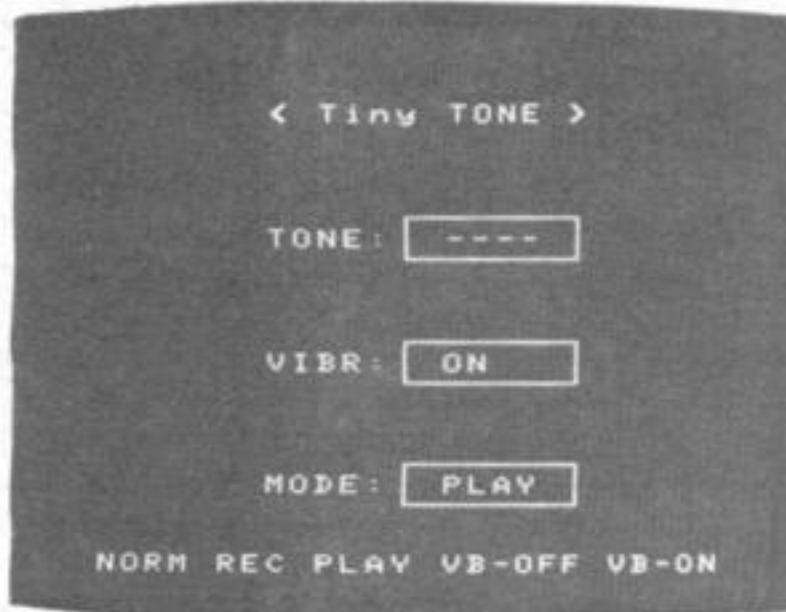 < Tiny TONE >
TONE: ----
VIBR: ON
MODE: PLAY
NORM REC PLAY VB-OFF VB-ON